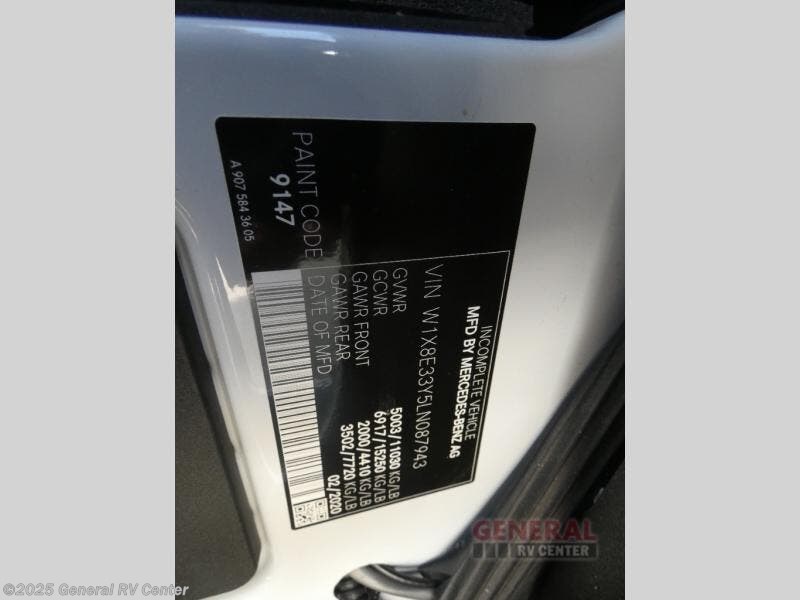 INCOMPLETE VEHICLE
MFD BY MERCEDES-BENZ AG
VIN W1X8E33Y5LN087943
GVWR 5003/11030 KG/LB
GCWR 6917/15250 KG/LB
GAWR FRONT 2000/4410 KG/LB
GAWR REAR 3502/7720 KG/LB
DATE OF MFD 02/2020
PAINT CODE
9147
A 907 584 36 05
GENERAL
RV CENTER
©2025 General RV Center